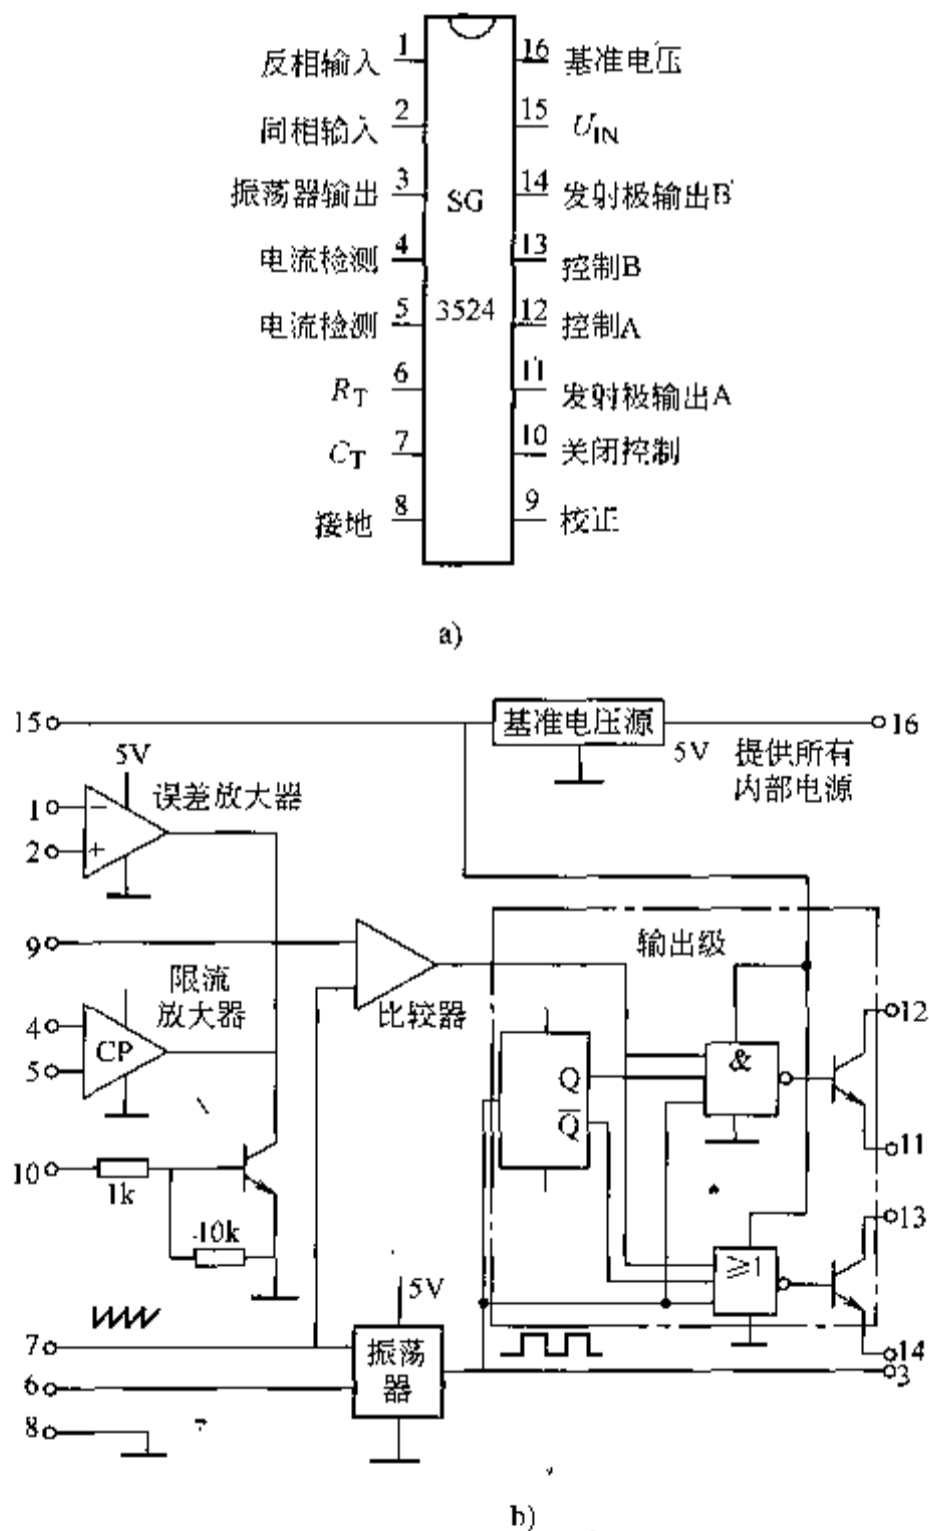 1
反相输入
16
基准电压
2
同相输入
15
U_IN
3
振荡器输出
SG
14
发射极输出B
4
电流检测
13
控制B
5
电流检测
3524
12
控制A
6
R_T
11
发射极输出A
7
C_T
10
关闭控制
8
接地
9
校正
a)
15
基准电压源
16
5V
提供所有
内部电源
5V
误差放大器
1
−
2
+
9
输出级
限流
放大器
比较器
4
CP
5
12
&
Q
Q̅
11
10
1k
10k
13
≥1
5V
7
振荡
器
14
3
6
8
b)